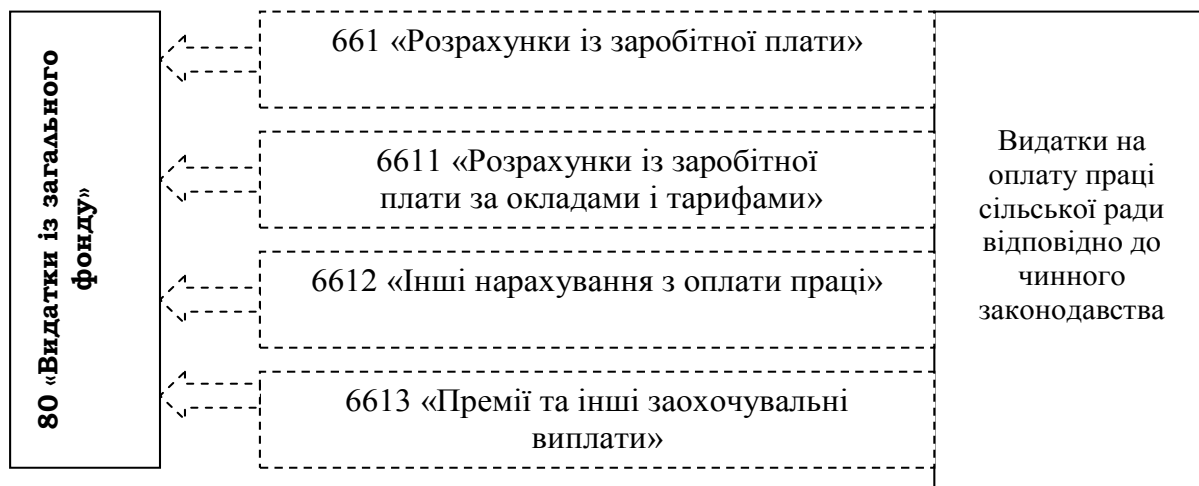 80 «Видатки із загального
фонду»
661 «Розрахунки із заробітної плати»
6611 «Розрахунки із заробітної
плати за окладами і тарифами»
6612 «Інші нарахування з оплати праці»
6613 «Премії та інші заохочувальні
виплати»
Видатки на
оплату праці
сільської ради
відповідно до
чинного
законодавства